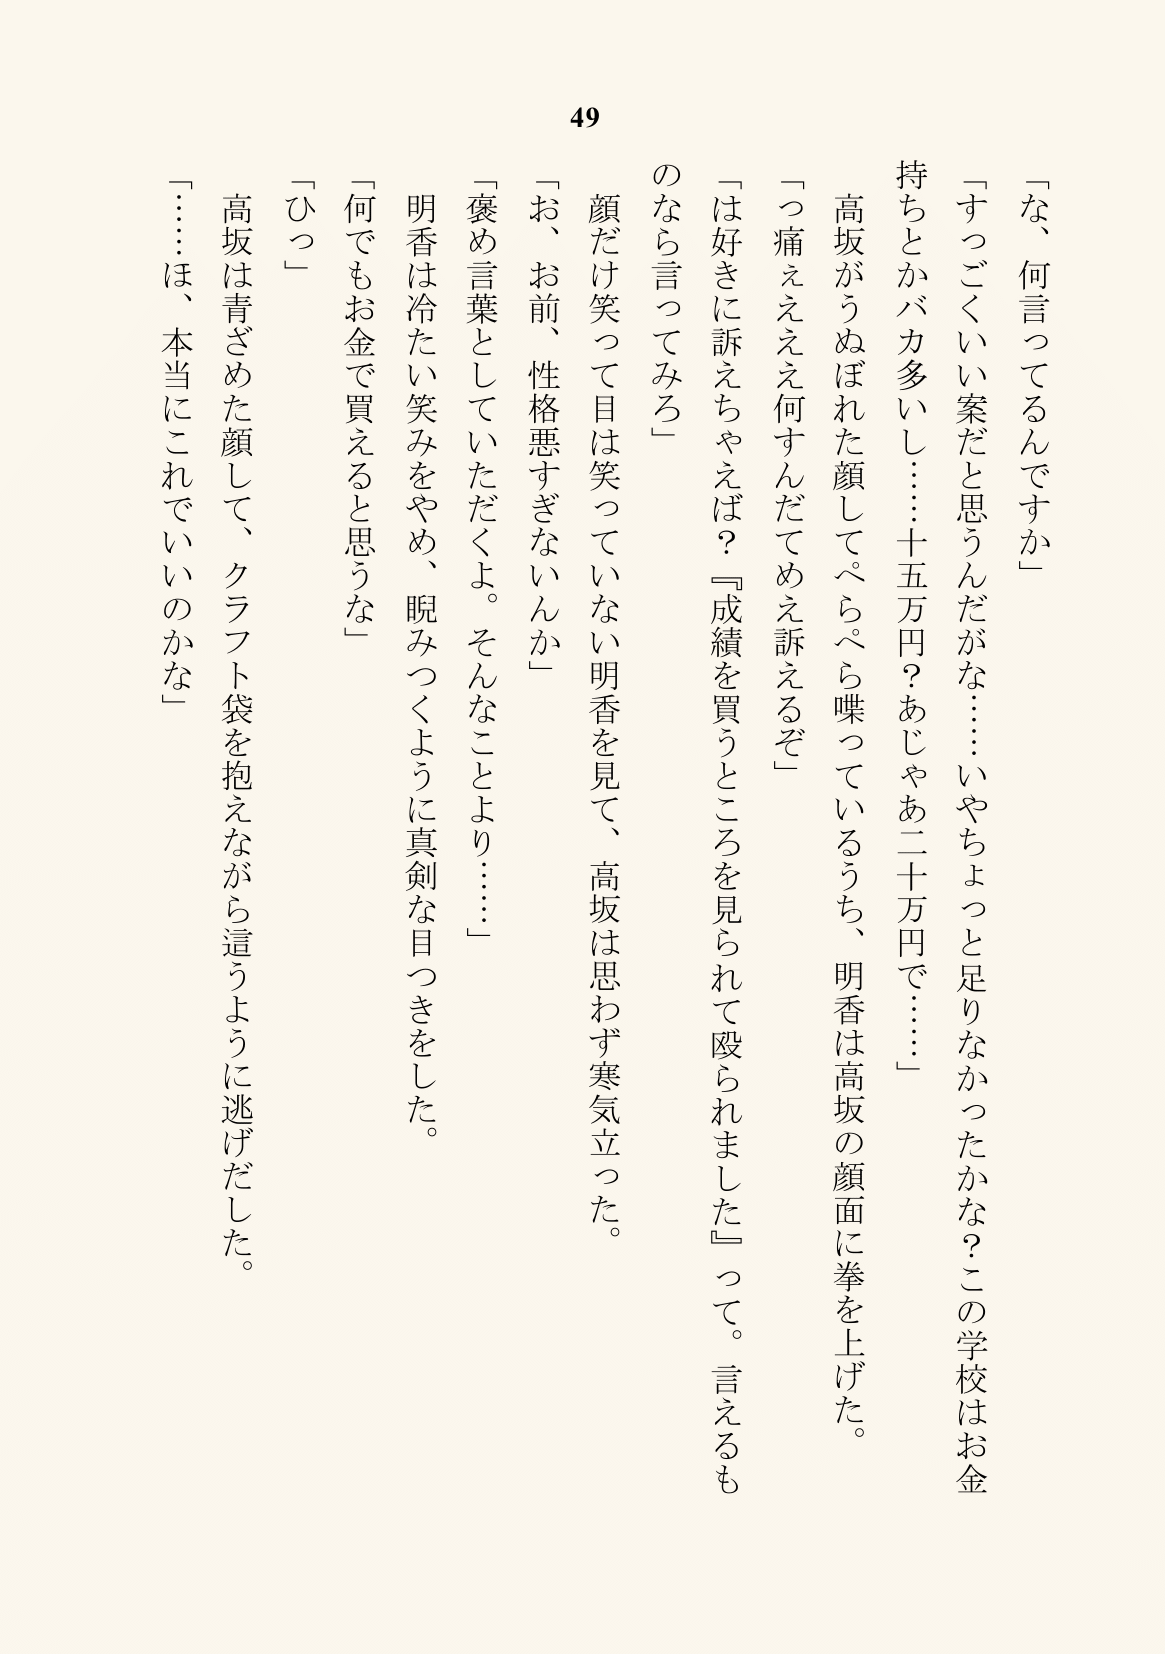 49
「な、何言ってるんですか」
「すっごくいい案だと思うんだがな……いやちょっと足りなかったかな？この学校はお金
持ちとかバカ多いし……十五万円？あじゃあ二十万円で……」
　高坂がうぬぼれた顔してぺらぺら喋っているうち、明香は高坂の顔面に拳を上げた。
「っ痛ぇえええ何すんだてめえ訴えるぞ」
「は好きに訴えちゃえば？『成績を買うところを見られて殴られました』って。言えるも
のなら言ってみろ」
　顔だけ笑って目は笑っていない明香を見て、高坂は思わず寒気立った。
「お、お前、性格悪すぎないんか」
「褒め言葉としていただくよ。そんなことより……」
　明香は冷たい笑みをやめ、睨みつくように真剣な目つきをした。
「何でもお金で買えると思うな」
「ひっ」
　高坂は青ざめた顔して、クラフト袋を抱えながら這うように逃げだした。
「……ほ、本当にこれでいいのかな」